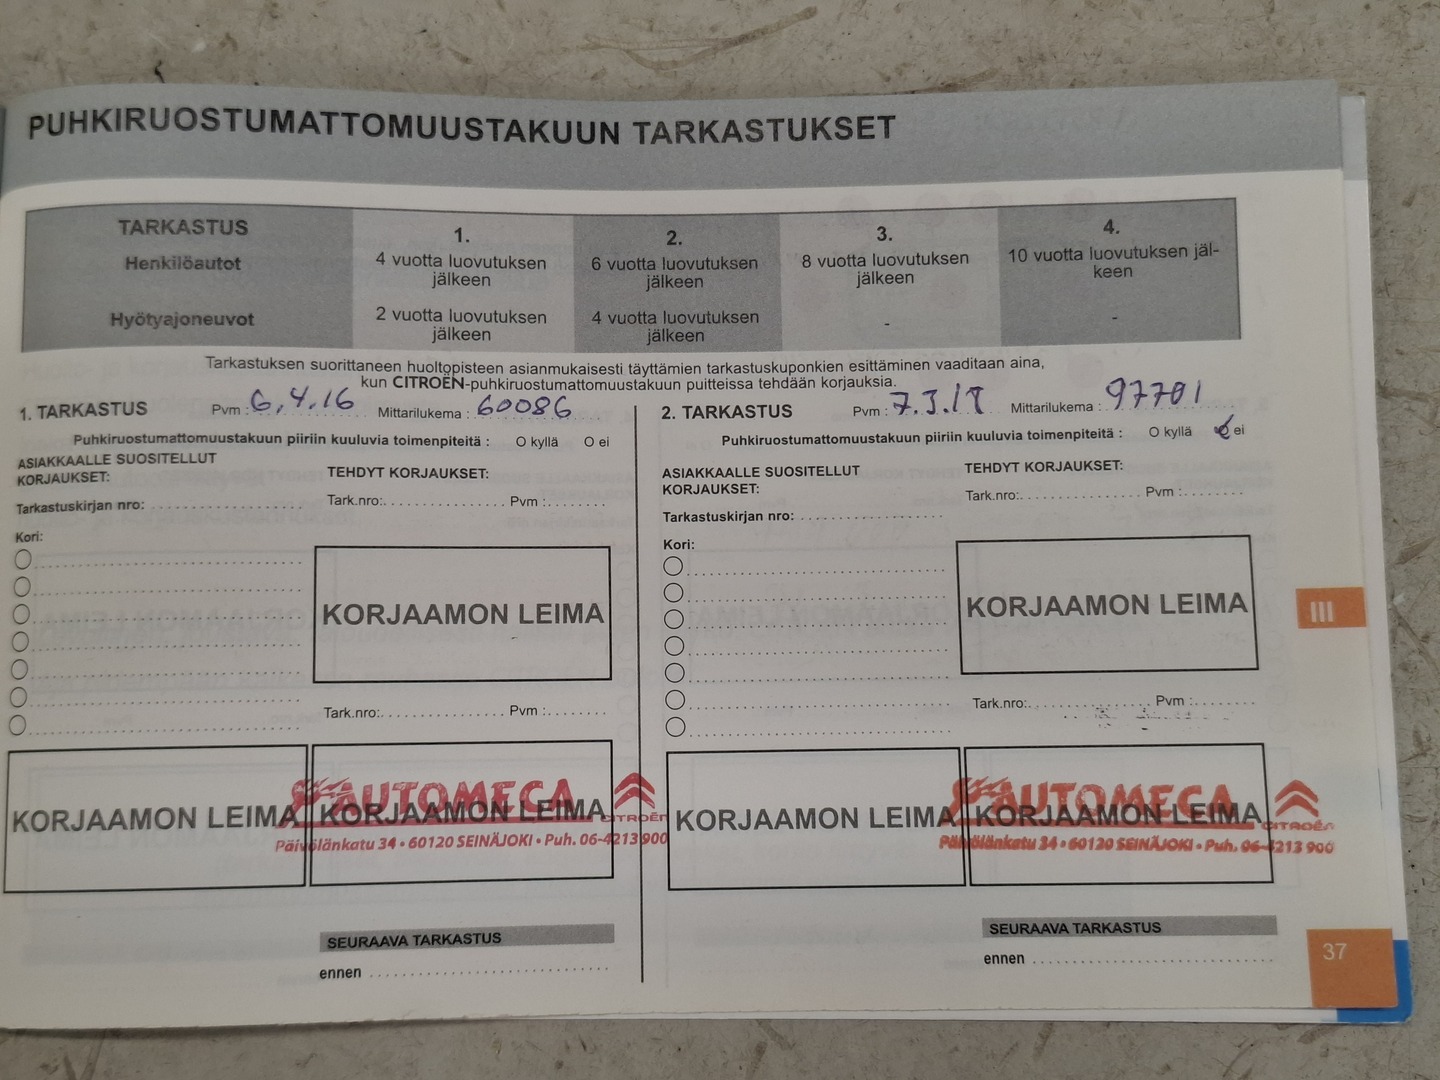 PUHKIRUOSTUMATTOMUUSTAKUUN TARKASTUKSET
TARKASTUS 1. 2. 3. 4.
Henkilöautot 4 vuotta luovutuksen jälkeen 6 vuotta luovutuksen jälkeen 8 vuotta luovutuksen jälkeen 10 vuotta luovutuksen jäl-keen
Hyötyajoneuvot 2 vuotta luovutuksen jälkeen 4 vuotta luovutuksen jälkeen - -
Tarkastuksen suorittaneen huoltopisteen asianmukaisesti täyttämien tarkastuskuponkien esittäminen vaaditaan aina,
kun CITROËN-puhkiruostumattomuustakuun puitteissa tehdään korjauksia.
1. TARKASTUS Pvm : 6.4.16 Mittarilukema : 60086
Puhkiruostumattomuustakuun piiriin kuuluvia toimenpiteitä : O kyllä O ei
ASIAKKAALLE SUOSITELLUT
KORJAUKSET:
TEHDYT KORJAUKSET:
Tarkastuskirjan nro:
Tark.nro: Pvm :
Kori:
KORJAAMON LEIMA
Tark.nro: Pvm :
KORJAAMON LEIMA KORJAAMON LEIMA
AUTOMECA
CITROËN
Päivölänkatu 34 • 60120 SEINÄJOKI • Puh. 06-4213 900
SEURAAVA TARKASTUS
ennen
2. TARKASTUS Pvm : 7.3.18 Mittarilukema : 97701
Puhkiruostumattomuustakuun piiriin kuuluvia toimenpiteitä : O kyllä O ei
ASIAKKAALLE SUOSITELLUT
KORJAUKSET:
TEHDYT KORJAUKSET:
Tarkastuskirjan nro:
Tark.nro: Pvm :
Kori:
KORJAAMON LEIMA
Tark.nro: Pvm :
KORJAAMON LEIMA KORJAAMON LEIMA
AUTOMECA
CITROËN
Päivölänkatu 34 • 60120 SEINÄJOKI • Puh. 06-4213 900
SEURAAVA TARKASTUS
ennen
III
37